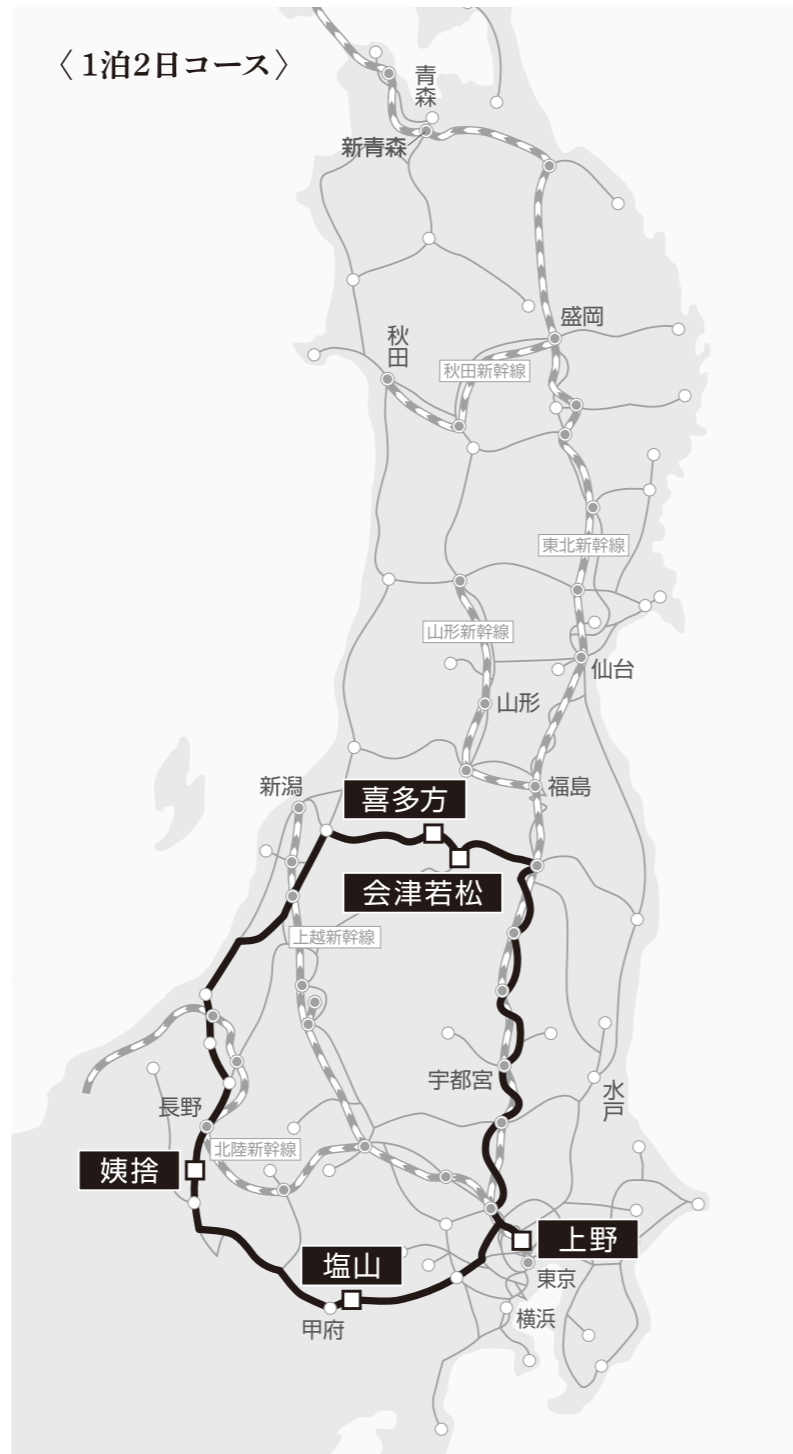 〈 1泊2日コース 〉
青森
新青森
盛岡
秋田
秋田新幹線
東北新幹線
山形新幹線
仙台
山形
新潟
喜多方
福島
会津若松
上越新幹線
宇都宮
水戸
長野
北陸新幹線
姨捨
上野
塩山
東京
横浜
甲府